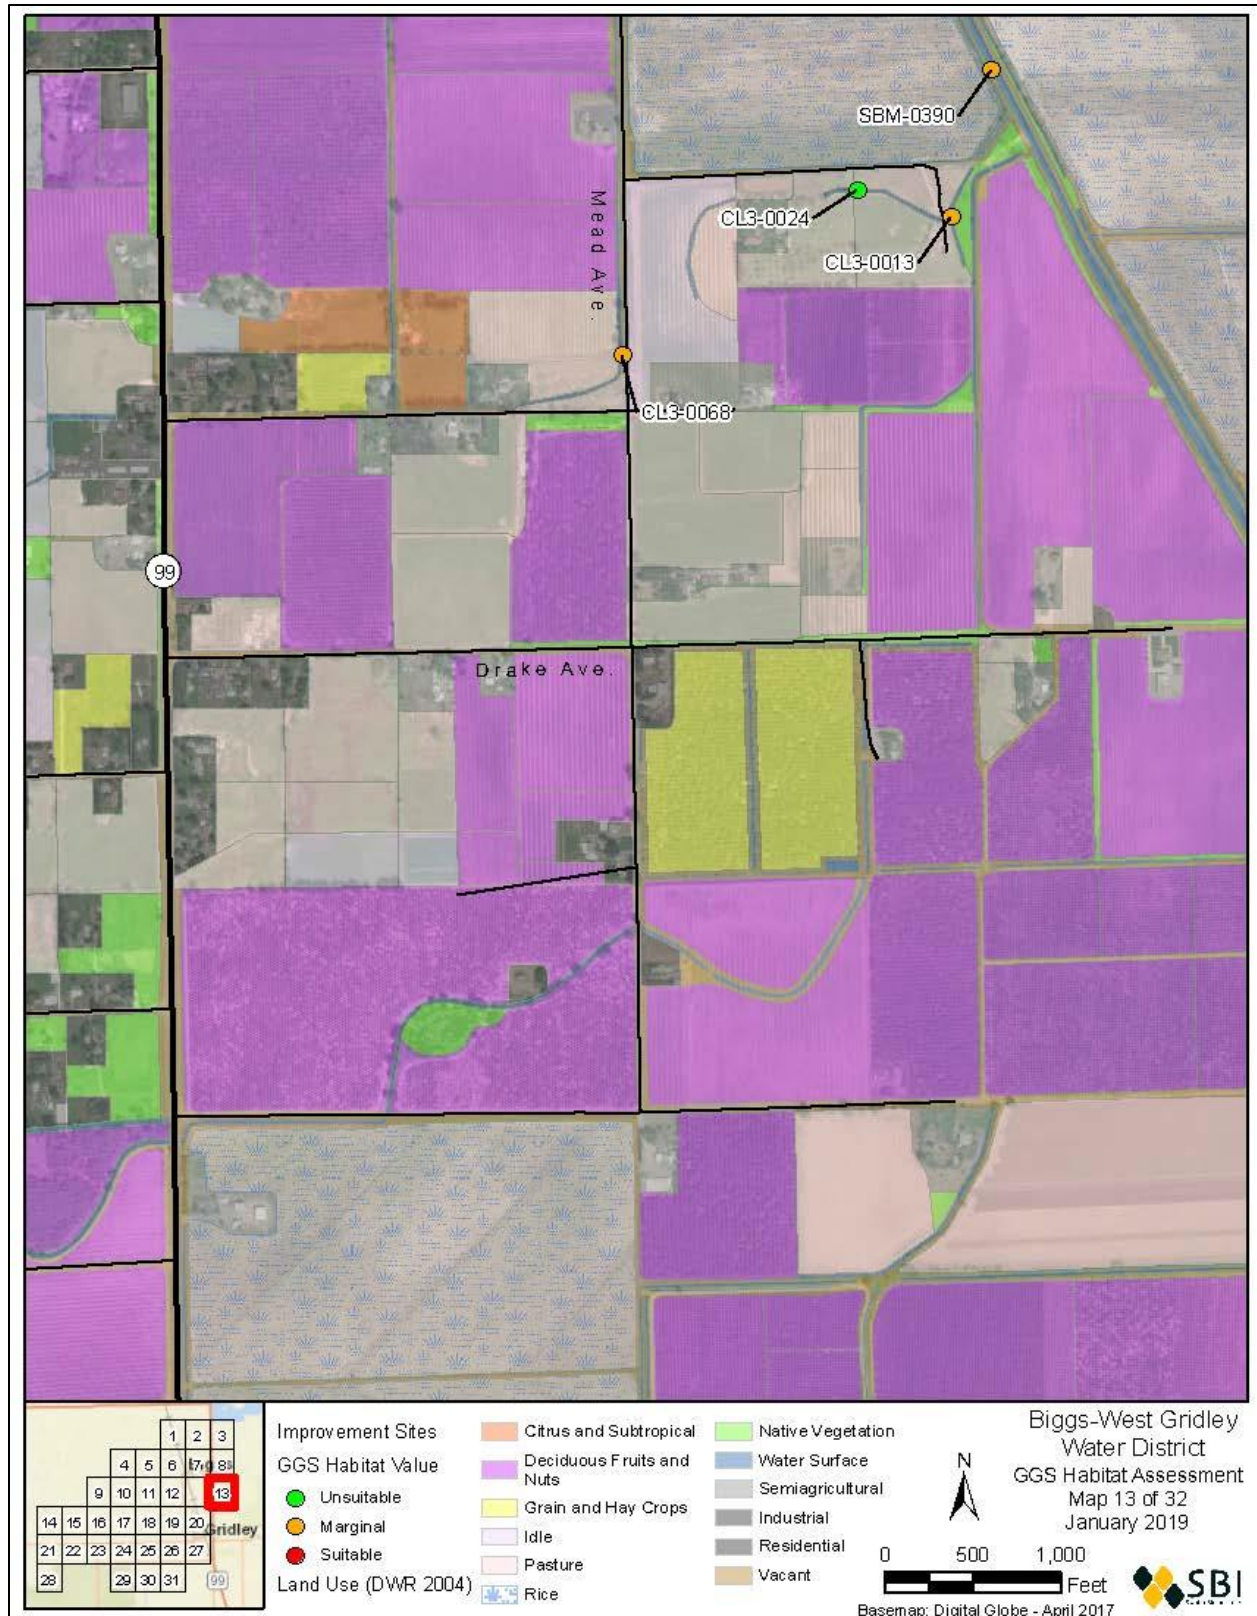 SBM-0390
CL3-0024
CL3-0013
Mead Ave.
CL3-0068
99
Drake Ave.
1 2 3
4 5 6 7 8
9 10 11 12 13
14 15 16 17 18 19 20
Gridley
21 22 23 24 25 26 27
28 29 30 31
99
Improvement Sites
GGS Habitat Value
Unsuitable
Marginal
Suitable
Land Use (DWR 2004)
Citrus and Subtropical
Deciduous Fruits and
Nuts
Grain and Hay Crops
Idle
Pasture
Rice
Native Vegetation
Water Surface
Semiagricultural
Industrial
Residential
Vacant
N
0 500 1,000
Feet
Biggs-West Gridley
Water District
GGS Habitat Assessment
Map 13 of 32
January 2019
SBI
Basemap: Digital Globe - April 2017